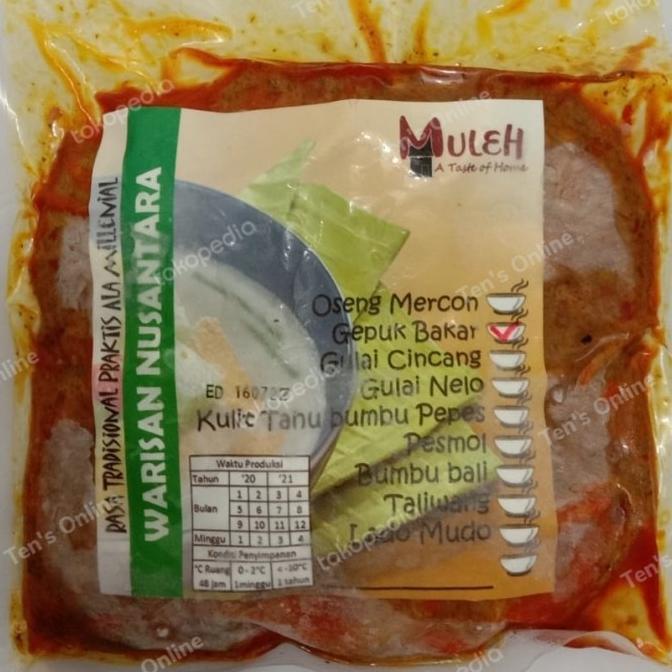 MULEH
A Taste of Home
RASA TRADISIONAL PRAKTIS ALA MILLENIAL
WARISAN NUSANTARA
Oseng Mercon
Gepuk Bakar
Gulai Cincang
Gulai Nelo
ED 160722
Kulit Tahu bumbu Pepes
Pesmol
Bumbu bali
Taliwang
Lado Mudo
Waktu Produksi
Tahun '20 '21
Bulan
1 2 3 4
5 6 7 8
9 10 11 12
Minggu 1 2 3 4
Kondisi Penyimpanan
°C Ruang 0 - 2°C < -10°C
48 jam 1minggu 1 tahun
tokopedia
Ten's Online